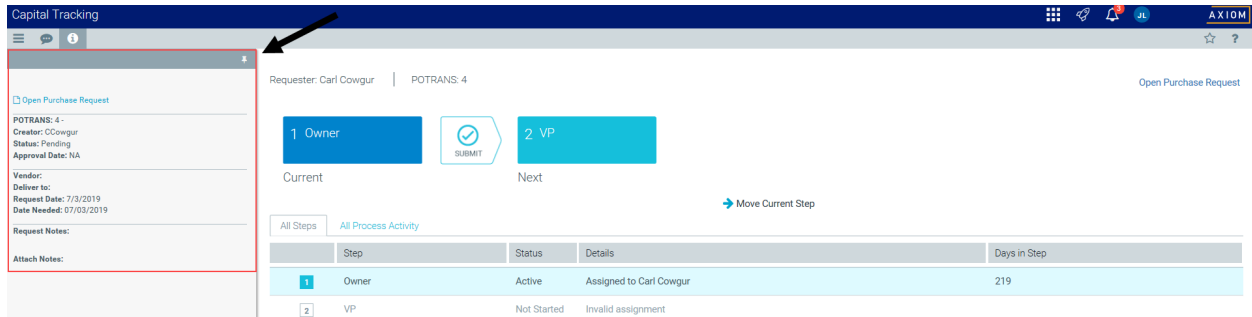 Capital Tracking
3
JL
AXIOM
?
Open Purchase Request
POTRANS: 4 -
Creator: CCowgur
Status: Pending
Approval Date: NA
Vendor:
Deliver to:
Request Date: 7/3/2019
Date Needed: 07/03/2019
Request Notes:
Attach Notes:
Requester: Carl Cowgur | POTRANS: 4
Open Purchase Request
1 Owner
SUBMIT
2 VP
Current
Next
Move Current Step
All Steps All Process Activity
Step Status Details Days in Step
1 Owner Active Assigned to Carl Cowgur 219
2 VP Not Started Invalid assignment